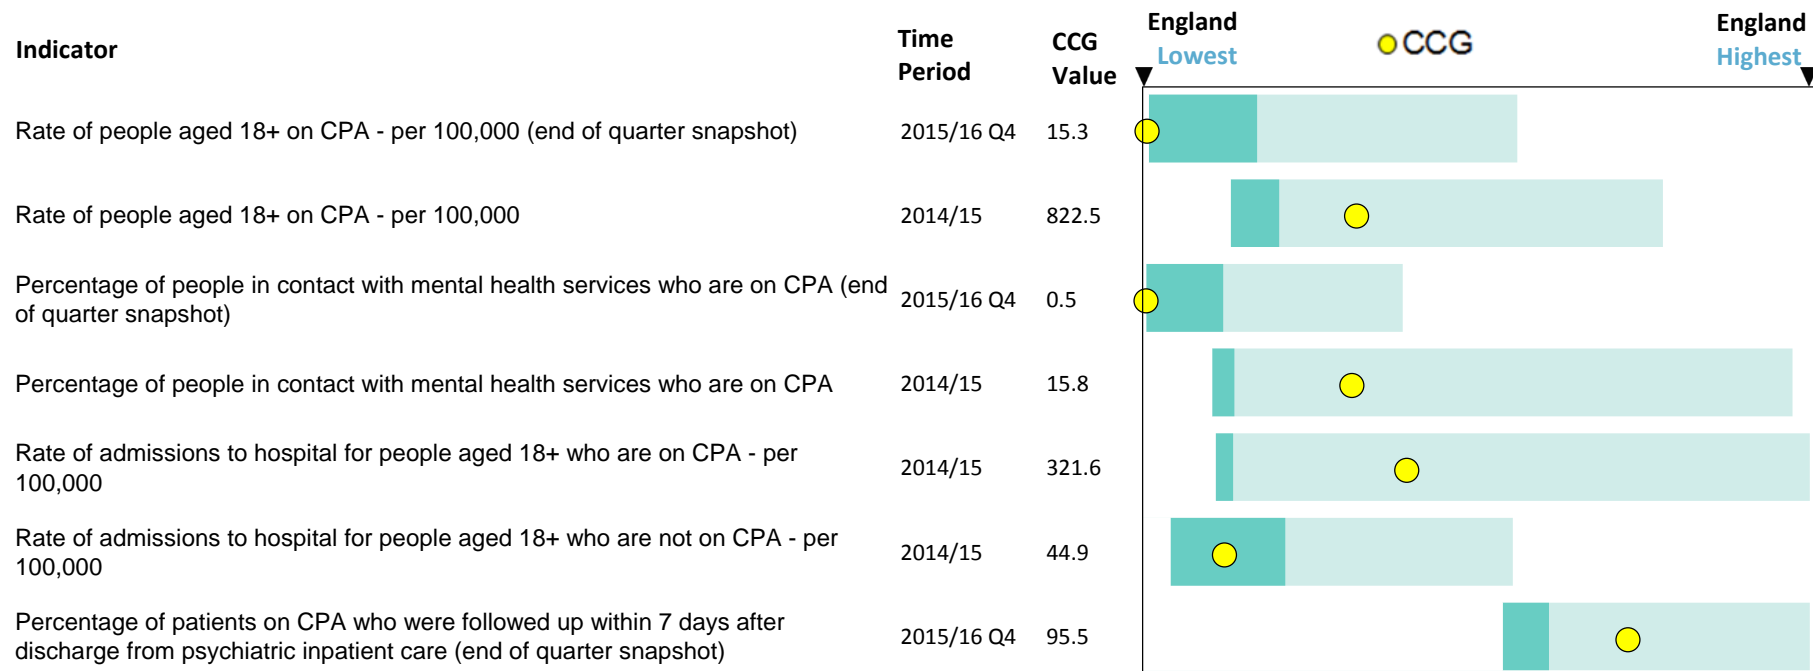 Indicator
Time
Period
CCG
Value
England
Lowest
CCG
England
Highest
Rate of people aged 18+ on CPA - per 100,000 (end of quarter snapshot) 2015/16 Q4 15.3
Rate of people aged 18+ on CPA - per 100,000 2014/15 822.5
Percentage of people in contact with mental health services who are on CPA (end
of quarter snapshot) 2015/16 Q4 0.5
Percentage of people in contact with mental health services who are on CPA 2014/15 15.8
Rate of admissions to hospital for people aged 18+ who are on CPA - per
100,000 2014/15 321.6
Rate of admissions to hospital for people aged 18+ who are not on CPA - per
100,000 2014/15 44.9
Percentage of patients on CPA who were followed up within 7 days after
discharge from psychiatric inpatient care (end of quarter snapshot) 2015/16 Q4 95.5